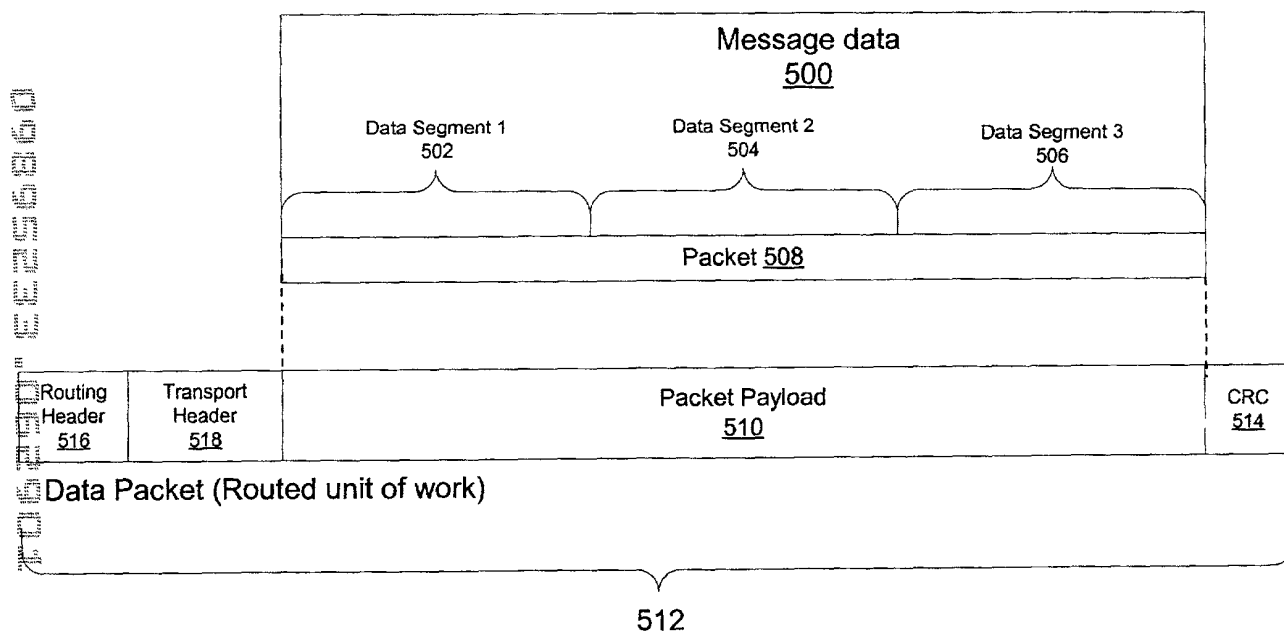 Message data
500
Data Segment 1
502
Data Segment 2
504
Data Segment 3
506
Packet 508
Routing
Header
516
Transport
Header
518
Packet Payload
510
CRC
514
Data Packet (Routed unit of work)
512